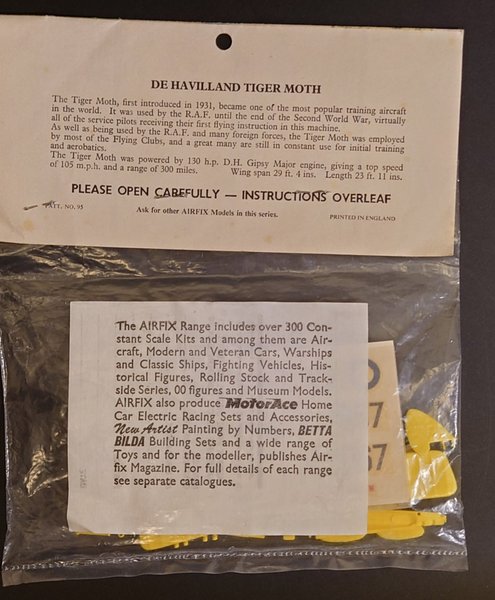 DE HAVILLAND TIGER MOTH
The Tiger Moth, first introduced in 1931, became one of the most popular training aircraft
in the world. It was used by the R.A.F. until the end of the Second World War, virtually
all of the service pilots receiving their first flying instruction in this machine.
As well as being used by the R.A.F. and many foreign forces, the Tiger Moth was employed
by most of the Flying Clubs, and a great many are still in constant use for initial training
and aerobatics.
The Tiger Moth was powered by 130 h.p. D.H. Gipsy Major engine, giving a top speed
of 105 m.p.h. and a range of 300 miles. Wing span 29 ft. 4 ins. Length 23 ft. 11 ins.
PLEASE OPEN CAREFULLY — INSTRUCTIONS OVERLEAF
PATT. NO. 95
Ask for other AIRFIX Models in this series.
PRINTED IN ENGLAND
The AIRFIX Range includes over 300 Con-
stant Scale Kits and among them are Air-
craft, Modern and Veteran Cars, Warships
and Classic Ships, Fighting Vehicles, His-
torical Figures, Rolling Stock and Track-
side Series, 00 figures and Museum Models.
AIRFIX also produce MotorAce Home
Car Electric Racing Sets and Accessories,
New Artist Painting by Numbers, BETTA
BILDA Building Sets and a wide range of
Toys and for the modeller, publishes Air-
fix Magazine. For full details of each range
see separate catalogues.
7
67